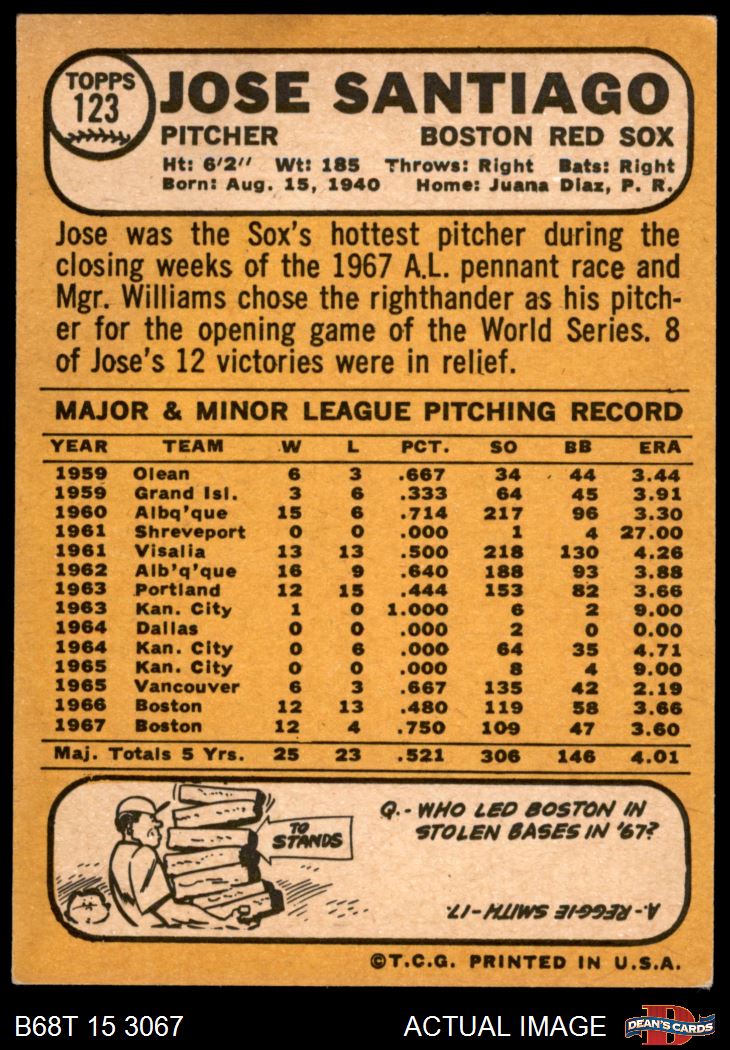 TOPPS
123
JOSE SANTIAGO
PITCHER BOSTON RED SOX
Ht: 6'2" Wt: 185 Throws: Right Bats: Right
Born: Aug. 15, 1940 Home: Juana Diaz, P. R.
Jose was the Sox's hottest pitcher during the
closing weeks of the 1967 A.L. pennant race and
Mgr. Williams chose the righthander as his pitch-
er for the opening game of the World Series. 8
of Jose's 12 victories were in relief.
MAJOR & MINOR LEAGUE PITCHING RECORD
YEAR TEAM W L PCT. SO BB ERA
1959 Olean 6 3 .667 34 44 3.44
1959 Grand Isl. 3 6 .333 64 45 3.91
1960 Albq'que 15 6 .714 217 96 3.30
1961 Shreveport 0 0 .000 1 4 27.00
1961 Visalia 13 13 .500 218 130 4.26
1962 Alb'q'que 16 9 .640 188 93 3.88
1963 Portland 12 15 .444 153 82 3.66
1963 Kan. City 1 0 1.000 6 2 9.00
1964 Dallas 0 0 .000 2 0 0.00
1964 Kan. City 0 6 .000 64 35 4.71
1965 Kan. City 0 0 .000 8 4 9.00
1965 Vancouver 6 3 .667 135 42 2.19
1966 Boston 12 13 .480 119 58 3.66
1967 Boston 12 4 .750 109 47 3.60
Maj. Totals 5 Yrs. 25 23 .521 306 146 4.01
TO
STANDS
Q.- WHO LED BOSTON IN
STOLEN BASES IN '67?
A.- REGGIE SMITH -17.
©T.C.G. PRINTED IN U.S.A.
B68T 15 3067 ACTUAL IMAGE
D
DEAN'S CARDS